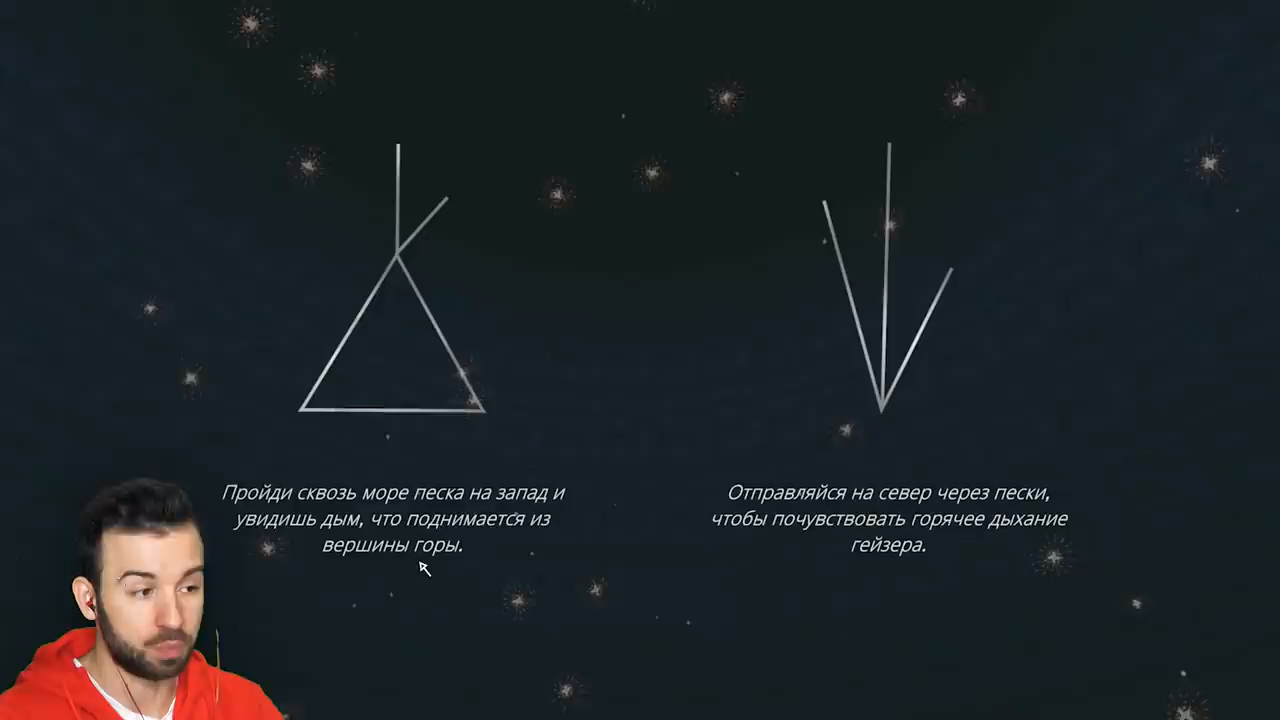 Пройди сквозь море песка на запад и
увидишь дым, что поднимается из
вершины горы.
Отправляйся на север через пески,
чтобы почувствовать горячее дыхание
гейзера.